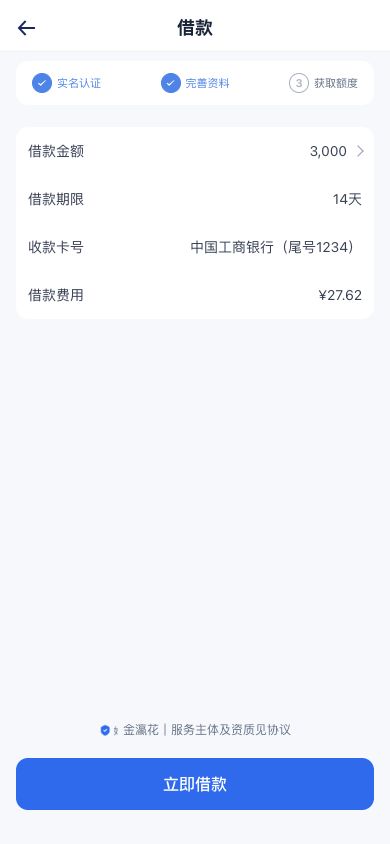 借款
实名认证
完善资料
3 获取额度
借款金额 3,000
借款期限 14天
收款卡号 中国工商银行（尾号1234）
借款费用 ¥27.62
金瀛花｜服务主体及资质见协议
立即借款